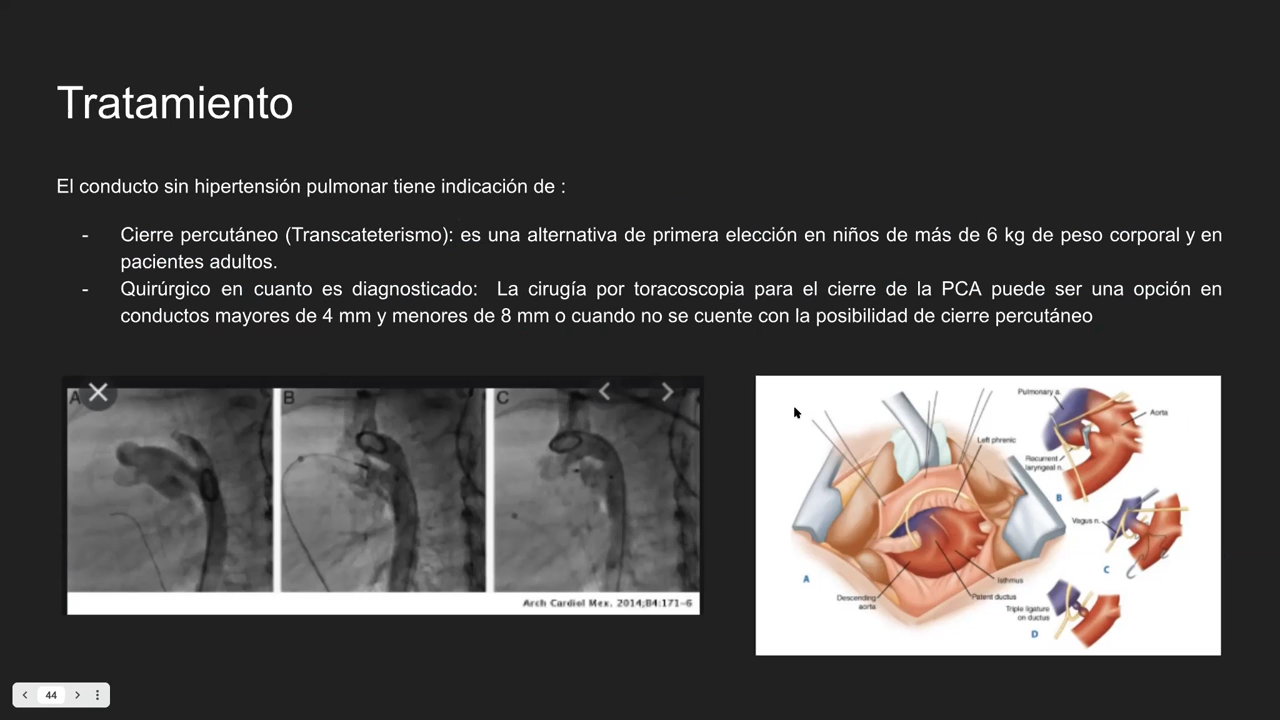 Tratamiento
El conducto sin hipertensión pulmonar tiene indicación de :
- Cierre percutáneo (Transcateterismo): es una alternativa de primera elección en niños de más de 6 kg de peso corporal y en
pacientes adultos.
- Quirúrgico en cuanto es diagnosticado: La cirugía por toracoscopia para el cierre de la PCA puede ser una opción en
conductos mayores de 4 mm y menores de 8 mm o cuando no se cuente con la posibilidad de cierre percutáneo
A
B
C
Arch Cardiol Mex. 2014;84:171-6
Pulmonary a.
Aorta
Left phrenic
Recurrent
laryngeal n.
B
Vagus n.
C
A
Isthmus
Descending
aorta
Patent ductus
Triple ligature
on ductus
D
44